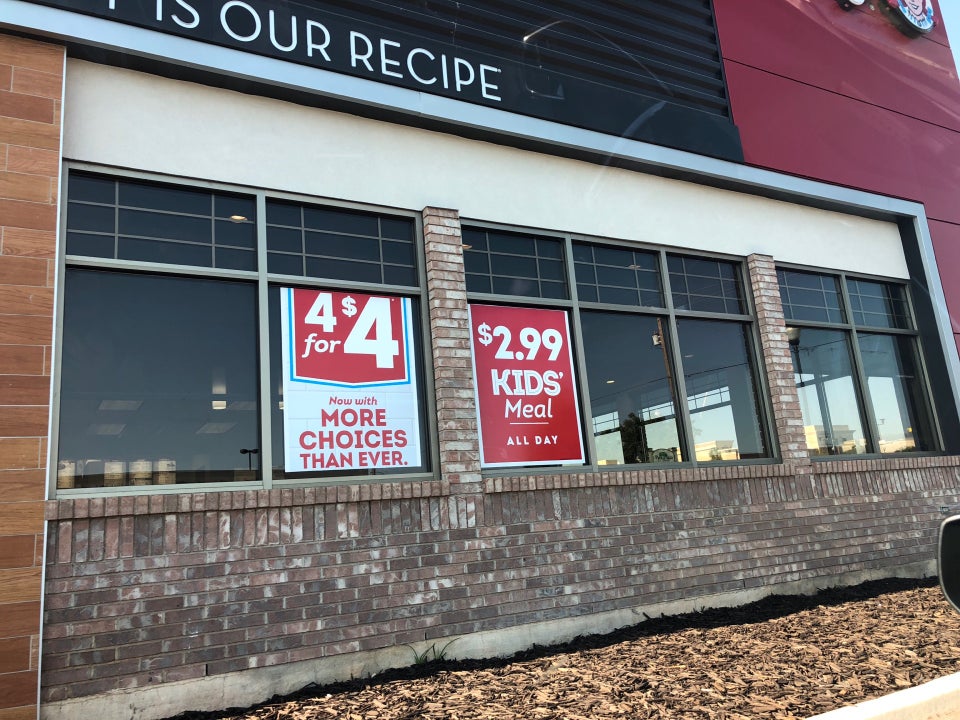 IS OUR RECIPE
4 for $4
Now with
MORE
CHOICES
THAN EVER.
$2.99
KIDS'
Meal
ALL DAY